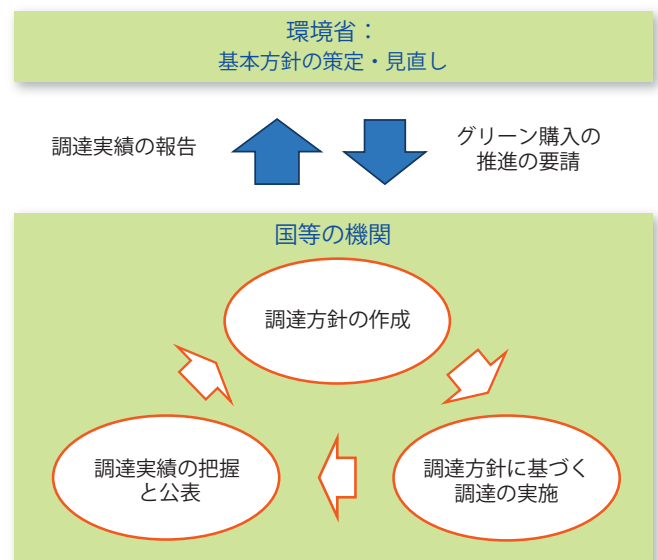 環境省：
基本方針の策定・見直し
調達実績の報告
グリーン購入の
推進の要請
国等の機関
調達方針の作成
調達実績の把握
と公表
調達方針に基づく
調達の実施